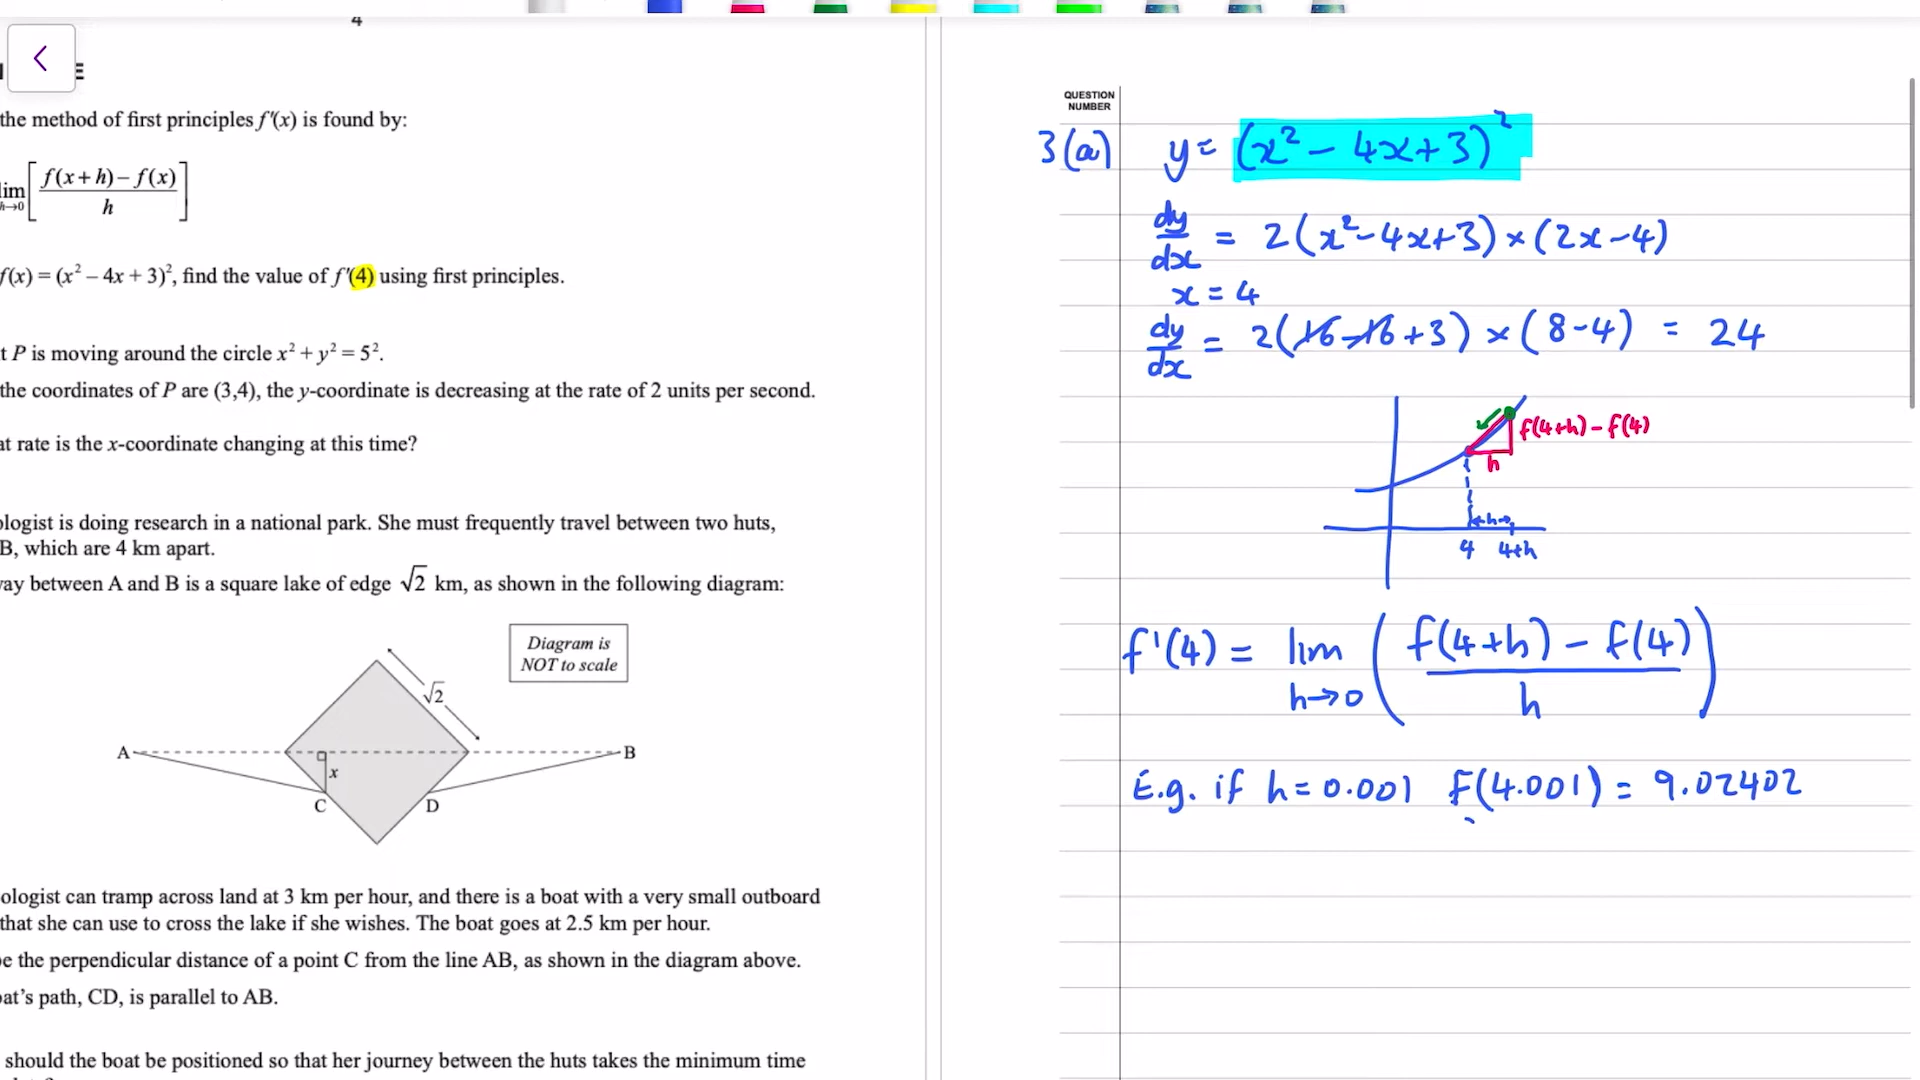 4
E
the method of first principles f′(x) is found by:
lim h→0 [ f(x + h) – f(x) / h ]
f(x) = (x² – 4x + 3)², find the value of f′(4) using first principles.
t P is moving around the circle x² + y² = 5².
the coordinates of P are (3,4), the y-coordinate is decreasing at the rate of 2 units per second.
at rate is the x-coordinate changing at this time?
ologist is doing research in a national park. She must frequently travel between two huts,
B, which are 4 km apart.
way between A and B is a square lake of edge √2 km, as shown in the following diagram:
Diagram is
NOT to scale
√2
A
B
x
C
D
ologist can tramp across land at 3 km per hour, and there is a boat with a very small outboard
that she can use to cross the lake if she wishes. The boat goes at 2.5 km per hour.
e the perpendicular distance of a point C from the line AB, as shown in the diagram above.
oat’s path, CD, is parallel to AB.
should the boat be positioned so that her journey between the huts takes the minimum time
QUESTION
NUMBER
3(a) y = (x² – 4x + 3)²
dy/dx = 2(x² – 4x + 3) × (2x – 4)
x = 4
dy/dx = 2(16 – 16 + 3) × (8 – 4) = 24
f(4+h) – f(4)
h
h
4 4+h
f'(4) = lim h→0 ( f(4+h) – f(4) / h )
E.g. if h = 0.001 f(4.001) = 9.02402